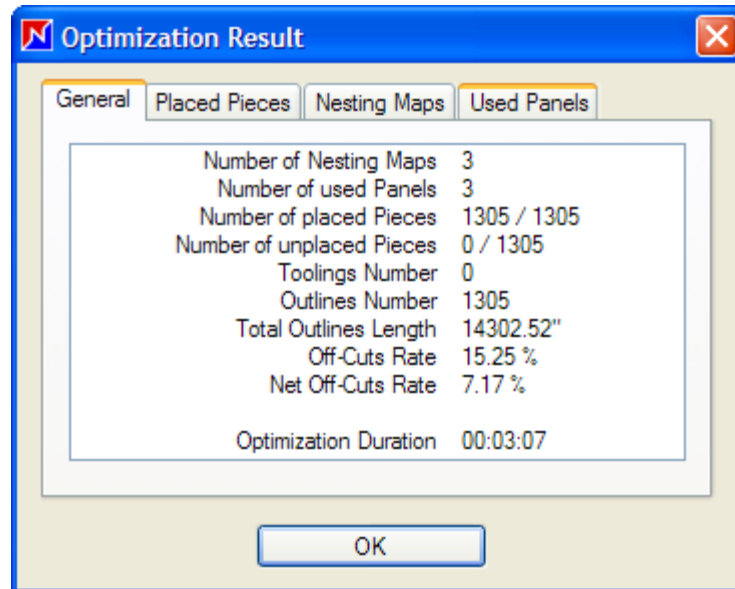 Optimization Result
General Placed Pieces Nesting Maps Used Panels
Number of Nesting Maps 3
Number of used Panels 3
Number of placed Pieces 1305 / 1305
Number of unplaced Pieces 0 / 1305
Toolings Number 0
Outlines Number 1305
Total Outlines Length 14302.52"
Off-Cuts Rate 15.25 %
Net Off-Cuts Rate 7.17 %
Optimization Duration 00:03:07
OK